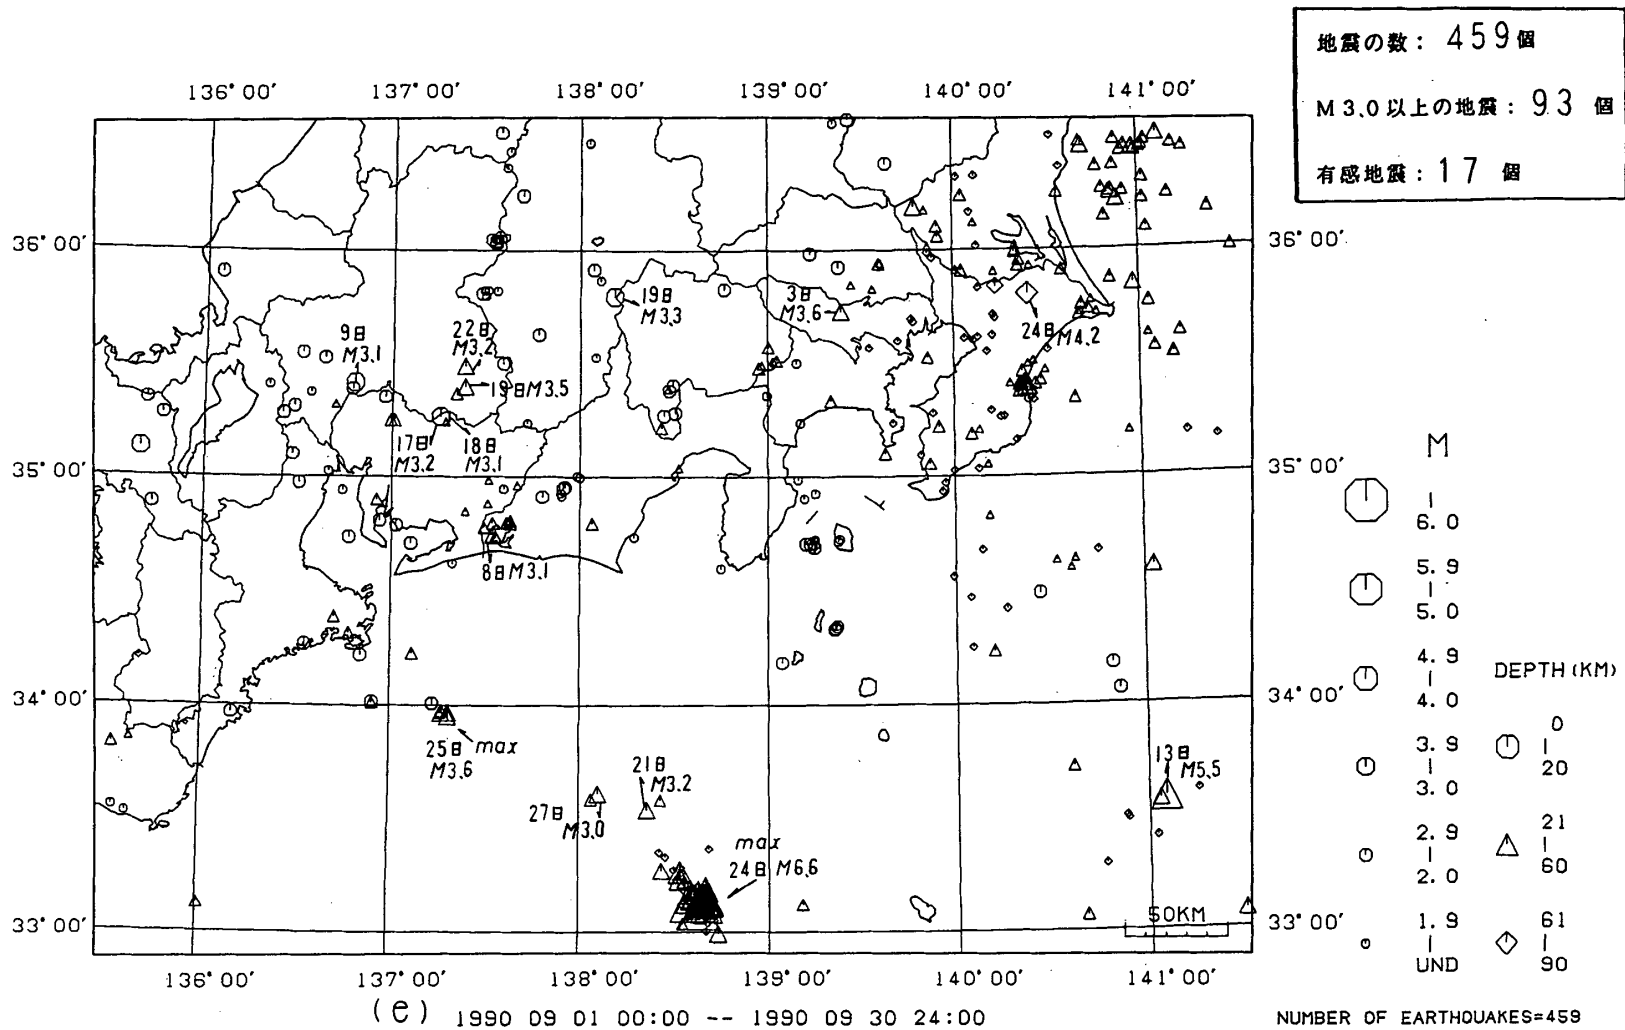 地震の数: 459個
M3.0以上の地震: 93個
有感地震: 17個
136°00' 137°00' 138°00' 139°00' 140°00' 141°00'
36°00' 36°00'
3日
M3.6
19日
M3.3
24日 M4.2
22日
M3.2
9日
M3.1
19日 M3.5
17日
M3.2
18日
M3.1
35°00' 35°00'
8日 M3.1
34°00' 34°00'
25日 max
M3.6
21日
M3.2
27日
M3.0
13日
M5.5
max
24日 M6.6
33°00' 33°00'
50KM
136°00' 137°00' 138°00' 139°00' 140°00' 141°00'
(e) 1990 09 01 00:00 -- 1990 09 30 24:00
M
I
6.0
5.9
I
5.0
4.9
I
4.0
3.9
I
3.0
2.9
I
2.0
1.9
I
UND
DEPTH(KM)
0
I
20
21
I
60
61
I
90
NUMBER OF EARTHQUAKES=459